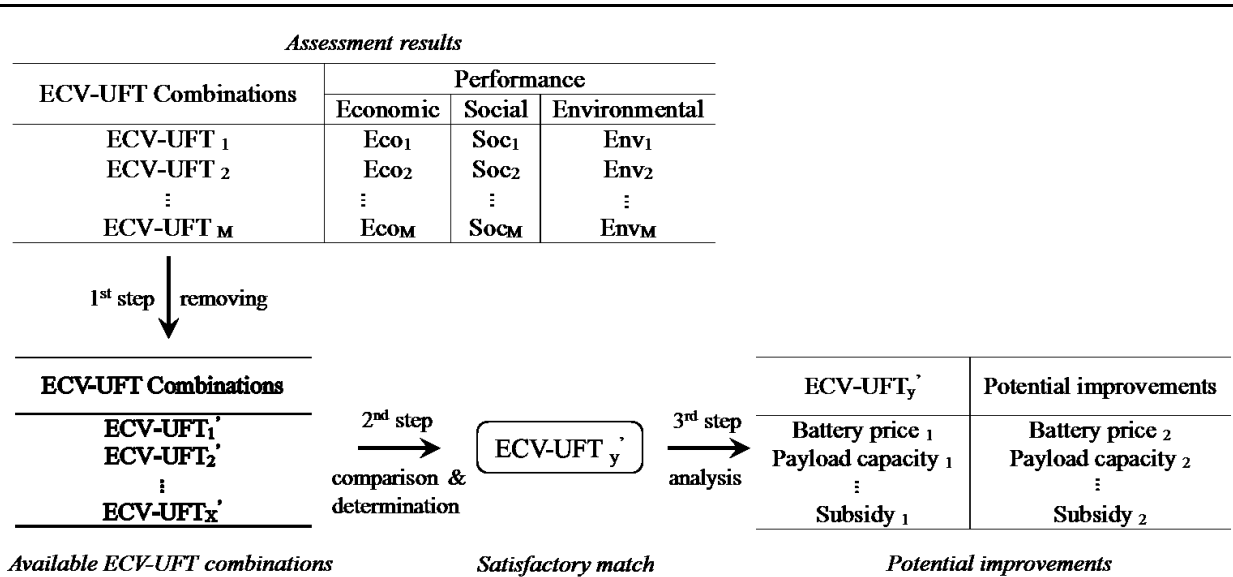 Assessment results
ECV-UFT Combinations Performance
Economic Social Environmental
ECV-UFT 1 Eco1 Soc1 Env1
ECV-UFT 2 Eco2 Soc2 Env2
⋮ ⋮ ⋮ ⋮
ECV-UFT M EcoM SocM EnvM
1st step removing
ECV-UFT Combinations
ECV-UFT1'
ECV-UFT2'
⋮
ECV-UFTX'
Available ECV-UFT combinations
2nd step
comparison &
determination
ECV-UFT y'
Satisfactory match
3rd step
analysis
ECV-UFTy' Potential improvements
Battery price 1 Battery price 2
Payload capacity 1 Payload capacity 2
⋮ ⋮
Subsidy 1 Subsidy 2
Potential improvements